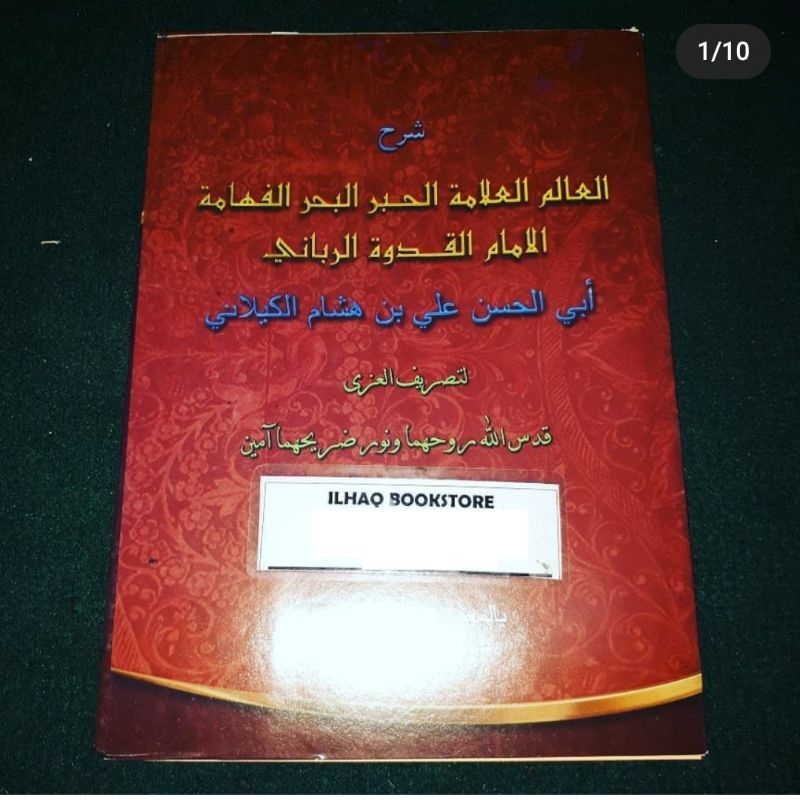 1/10
شرح
العالم العلامة الحبر البحر الفهامة
الامام القدوة الرباني
أبي الحسن علي بن هشام الكيلاني
لتصريف العزى
قدس الله روحهما ونور ضريحهما آمين
ILHAQ BOOKSTORE